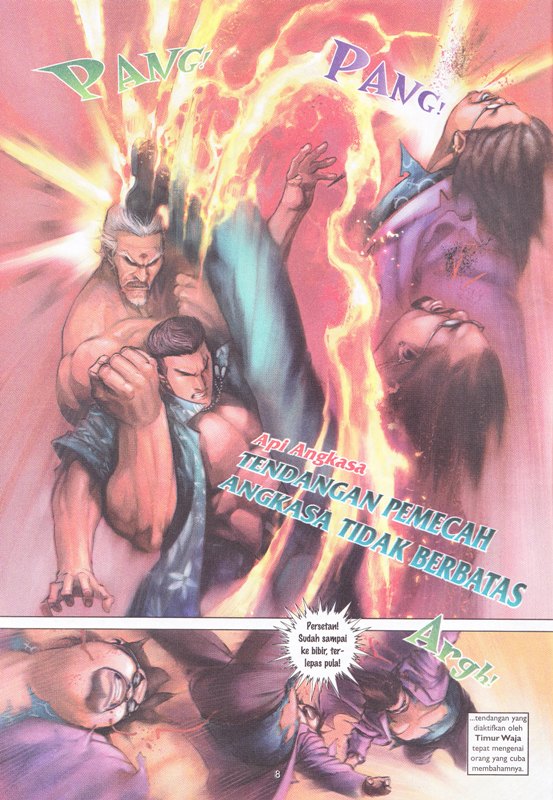 PANG!
PANG!
Api Angkasa
TENDANGAN PEMECAH
ANGKASA TIDAK BERBATAS
Persetan!
Sudah sampai
ke bibir, ter-
lepas pula!
Argh!
...tendangan yang
diaktifkan oleh
Timur Waja
tepat mengenai
orang yang cuba
membahamnya.
8